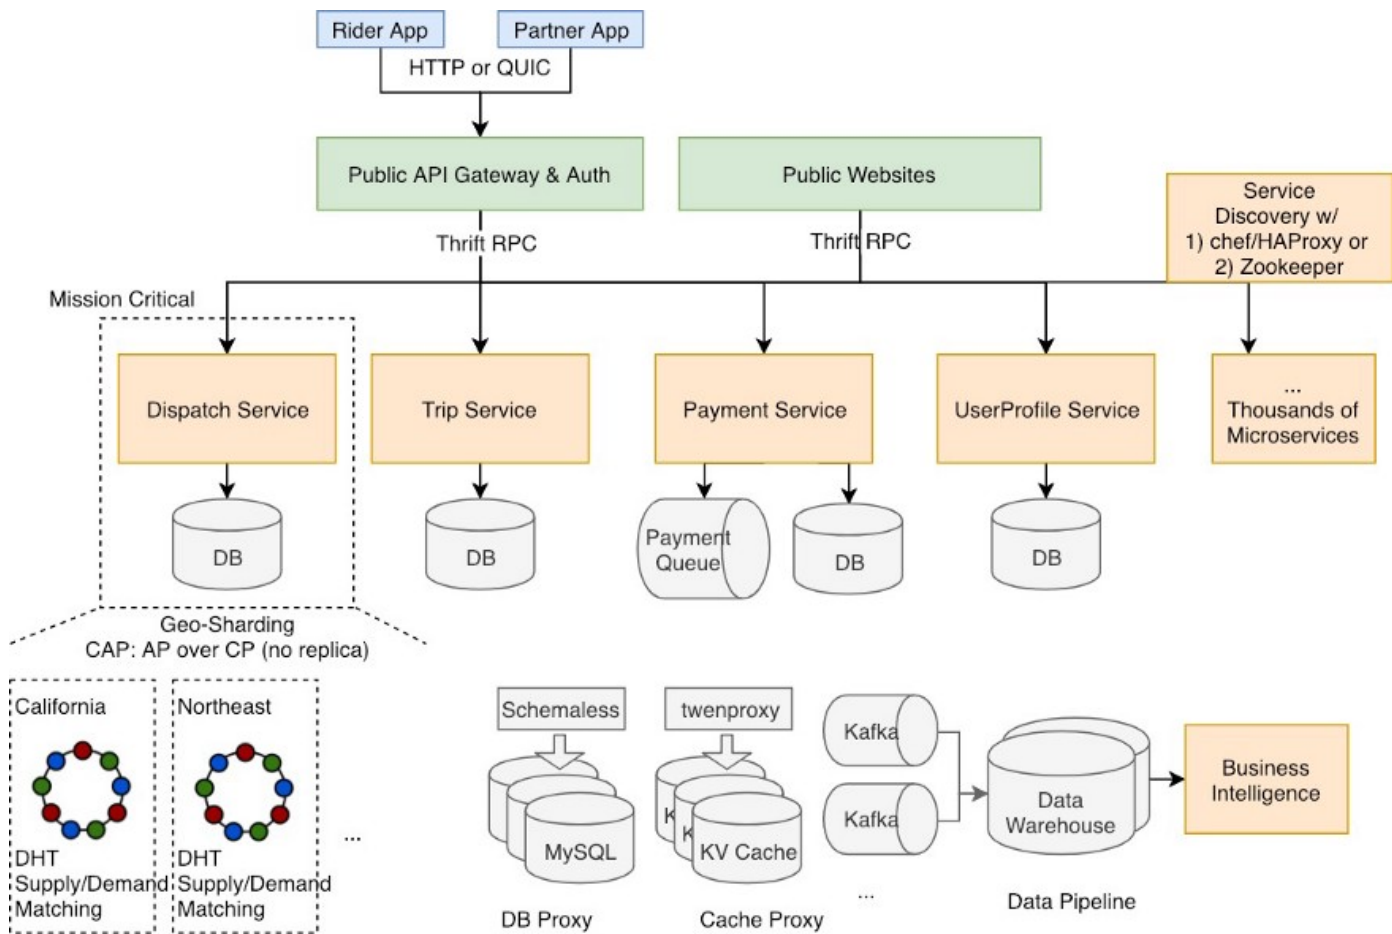 Rider App
Partner App
HTTP or QUIC
Public API Gateway & Auth
Public Websites
Service
Discovery w/
1) chef/HAProxy or
2) Zookeeper
Thrift RPC
Thrift RPC
Mission Critical
Dispatch Service
Trip Service
Payment Service
UserProfile Service
...
Thousands of
Microservices
DB
DB
Payment
Queue
DB
DB
Geo-Sharding
CAP: AP over CP (no replica)
California
Northeast
DHT
Supply/Demand
Matching
DHT
Supply/Demand
Matching
...
Schemaless
MySQL
DB Proxy
twenproxy
K
K
KV Cache
Cache Proxy
Kafka
Kafka
...
Data
Warehouse
Data Pipeline
Business
Intelligence